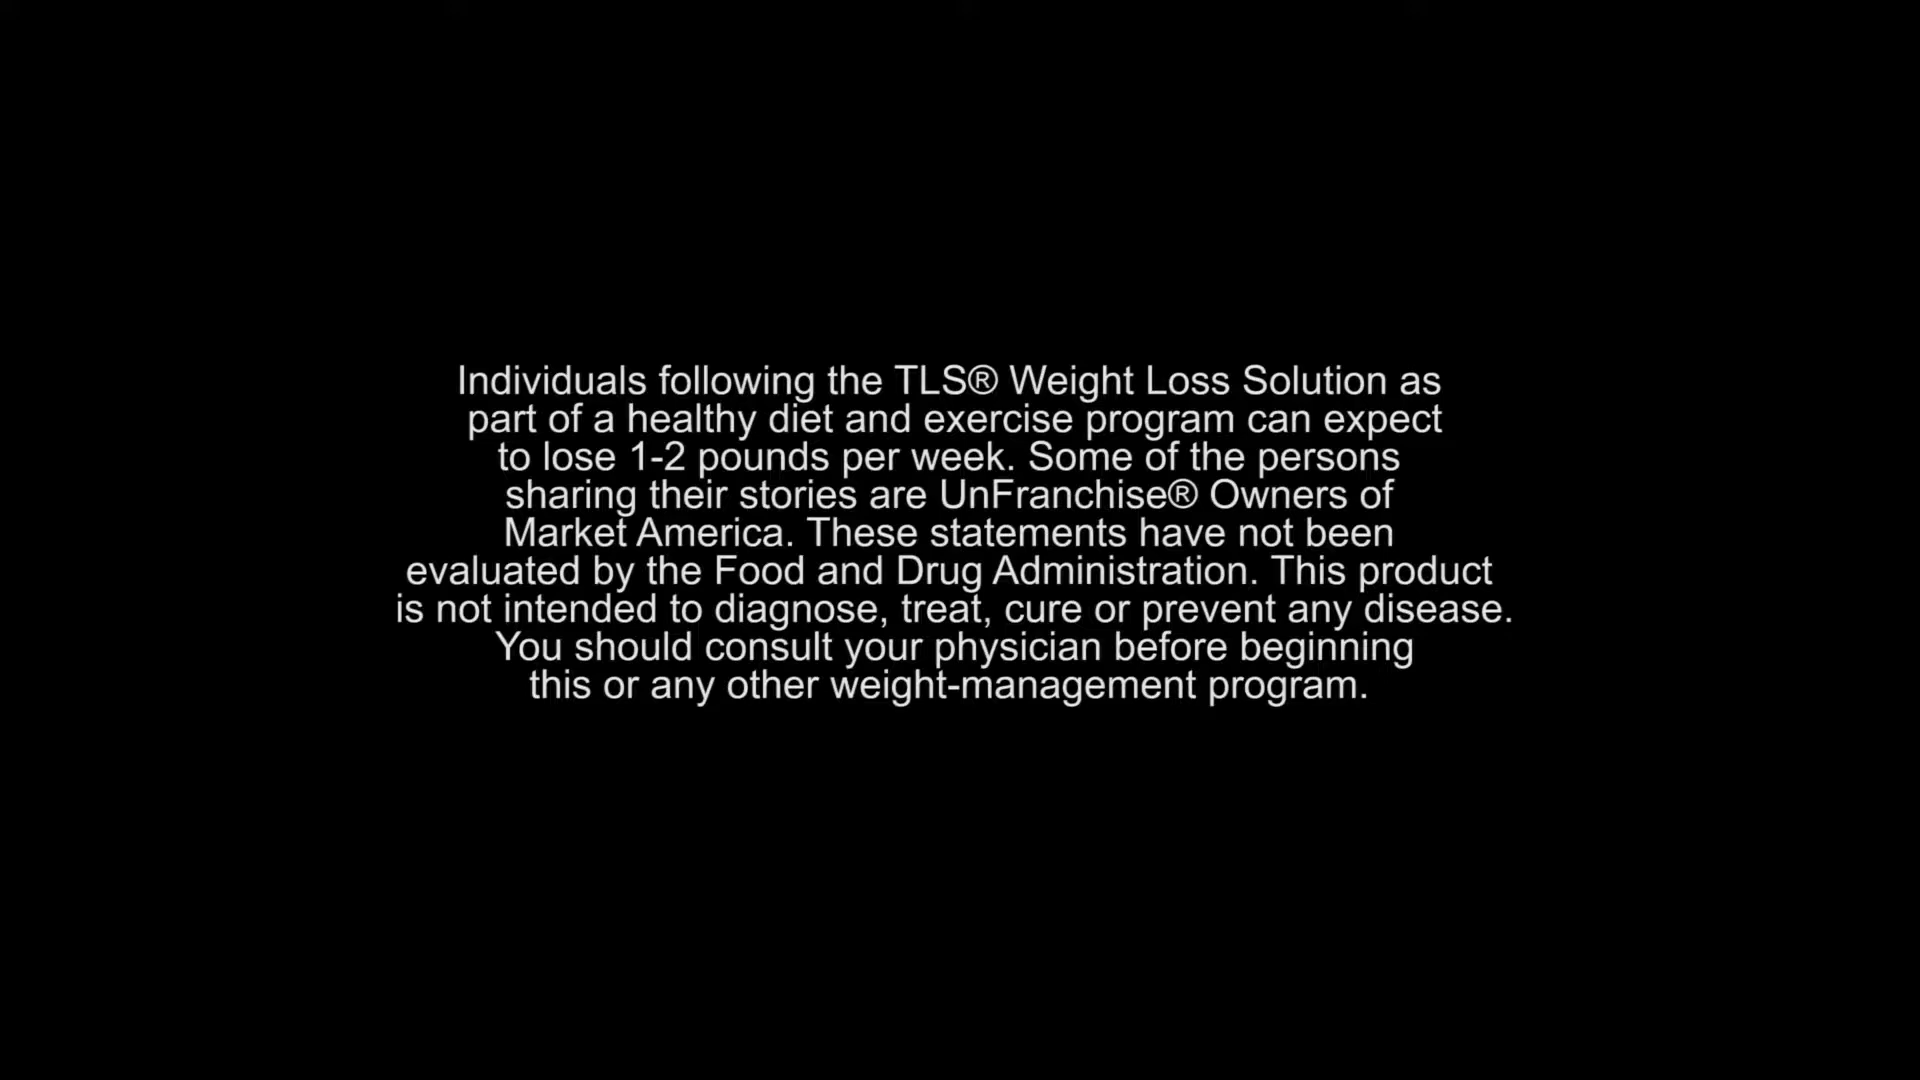 Individuals following the TLS® Weight Loss Solution as
part of a healthy diet and exercise program can expect
to lose 1-2 pounds per week. Some of the persons
sharing their stories are UnFranchise® Owners of
Market America. These statements have not been
evaluated by the Food and Drug Administration. This product
is not intended to diagnose, treat, cure or prevent any disease.
You should consult your physician before beginning
this or any other weight-management program.